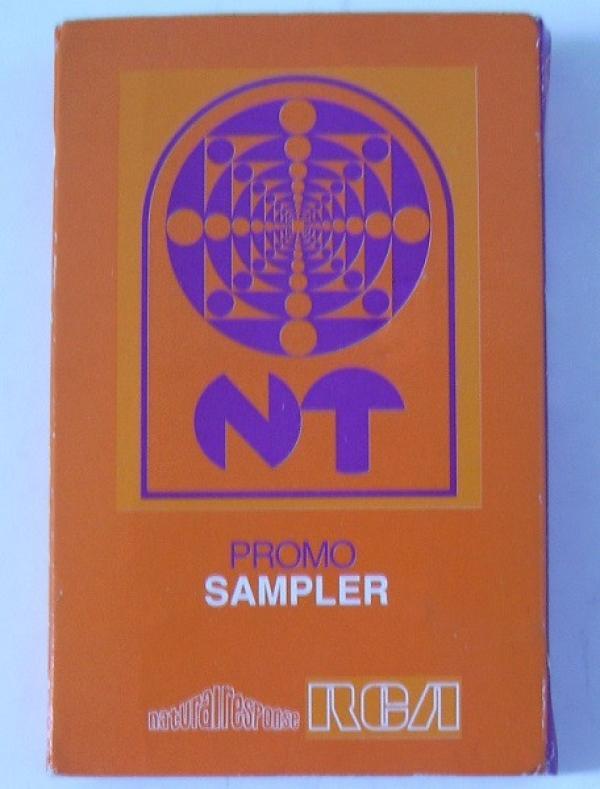 NT
PROMO
SAMPLER
naturalresponse
RCA